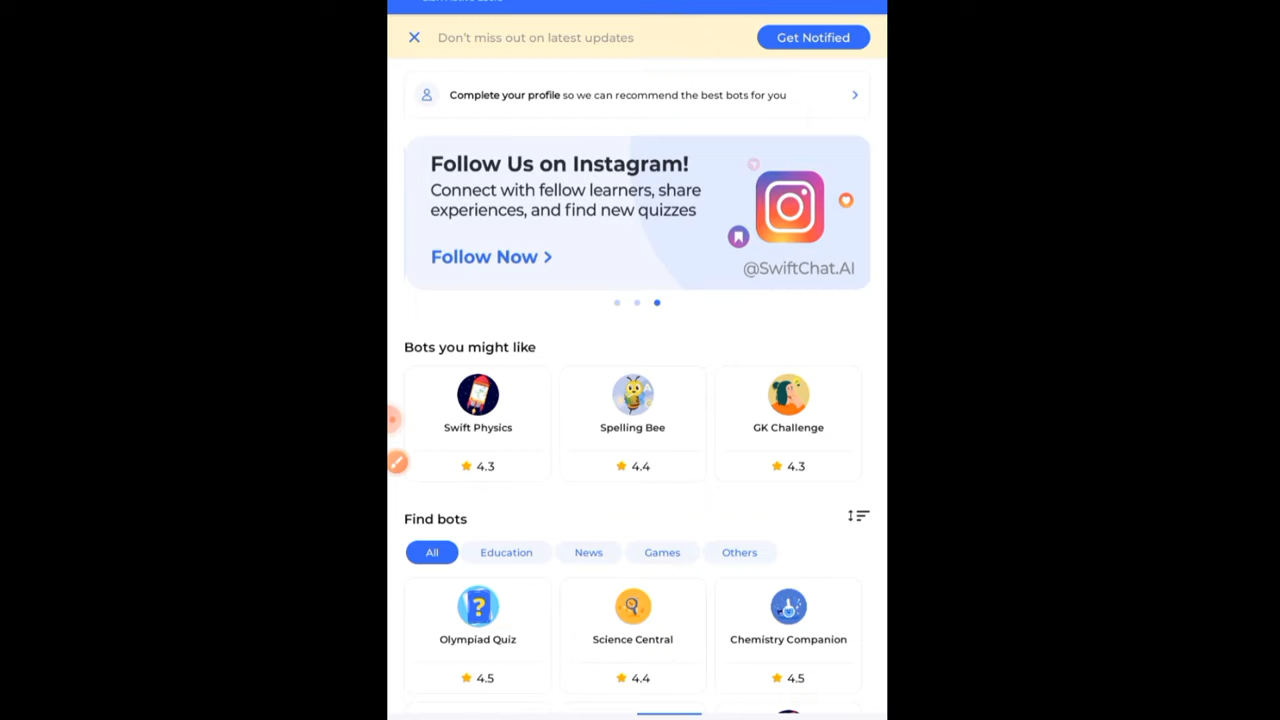 Don't miss out on latest updates
Get Notified
Complete your profile so we can recommend the best bots for you
Follow Us on Instagram!
Connect with fellow learners, share
experiences, and find new quizzes
Follow Now >
@SwiftChat.AI
Bots you might like
Swift Physics
Spelling Bee
GK Challenge
4.3
4.4
4.3
Find bots
All
Education
News
Games
Others
Olympiad Quiz
Science Central
Chemistry Companion
4.5
4.4
4.5